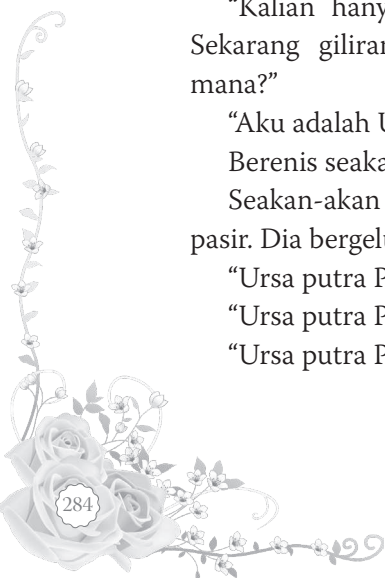 “Kalian hany
Sekarang giliran
mana?”
“Aku adalah U
Berenis seaka
Seakan-akan
pasir. Dia bergelu
“Ursa putra P
“Ursa putra P
“Ursa putra P
284